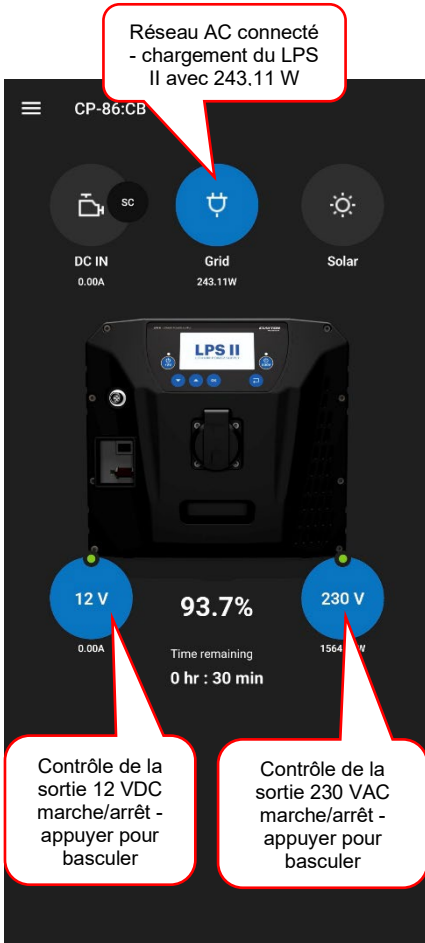 Réseau AC connecté
- chargement du LPS
II avec 243,11 W
CP-86:CB
SC
DC IN
0.00A
Grid
243.11W
Solar
LPS II
12 V
0.00A
93.7%
Time remaining
0 hr : 30 min
230 V
1564
W
Contrôle de la
sortie 12 VDC
marche/arrêt -
appuyer pour
basculer
Contrôle de la
sortie 230 VAC
marche/arrêt -
appuyer pour
basculer